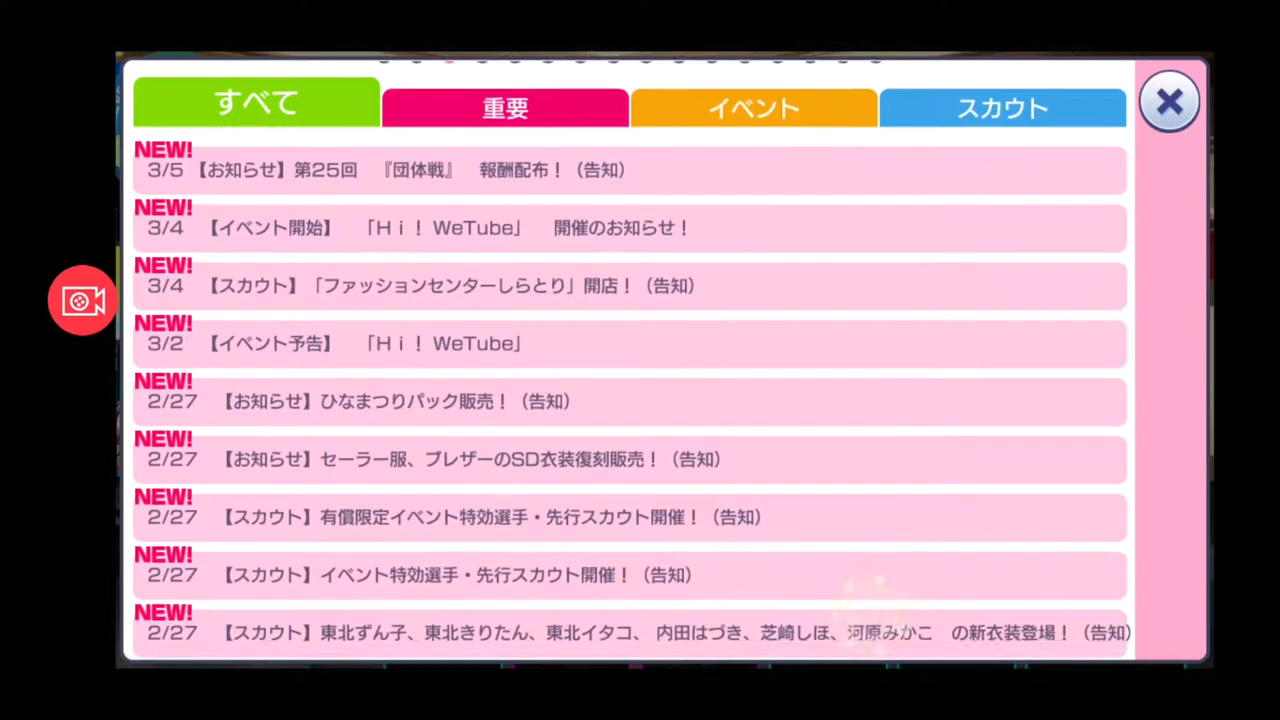 すべて
重要
イベント
スカウト
NEW!
3/5 【お知らせ】第25回 『団体戦』 報酬配布！（告知）
NEW!
3/4 【イベント開始】 「Ｈｉ！ WeTube」 開催のお知らせ！
NEW!
3/4 【スカウト】「ファッションセンターしらとり」開店！（告知）
NEW!
3/2 【イベント予告】 「Ｈｉ！ WeTube」
NEW!
2/27 【お知らせ】ひなまつりパック販売！（告知）
NEW!
2/27 【お知らせ】セーラー服、ブレザーのSD衣装復刻販売！（告知）
NEW!
2/27 【スカウト】有償限定イベント特効選手・先行スカウト開催！（告知）
NEW!
2/27 【スカウト】イベント特効選手・先行スカウト開催！（告知）
NEW!
2/27 【スカウト】東北ずん子、東北きりたん、東北イタコ、 内田はづき、芝崎しほ、河原みかこ の新衣装登場！（告知）